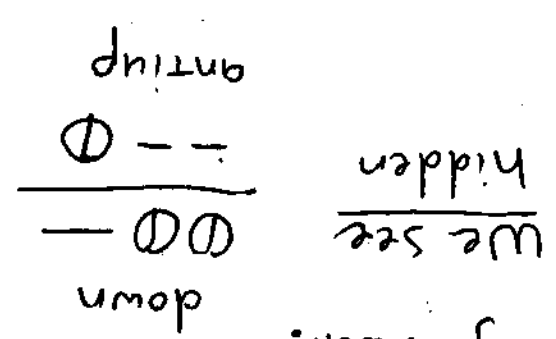 down
We see ⦶⦶ —
hidden - - ⦶
antiup